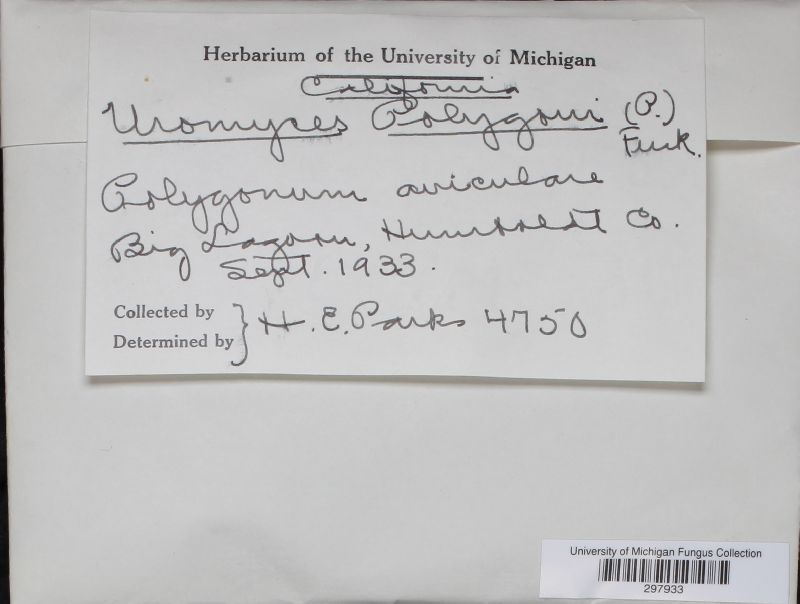 Herbarium of the University of Michigan
California
Uromyces Polygoni (P.)
Fuck.
Polygonum aviculare
Big Lagoon, Humboldt Co.
Sept. 1933.
Collected by
Determined by } H. E. Parks 4750
University of Michigan Fungus Collection
297933